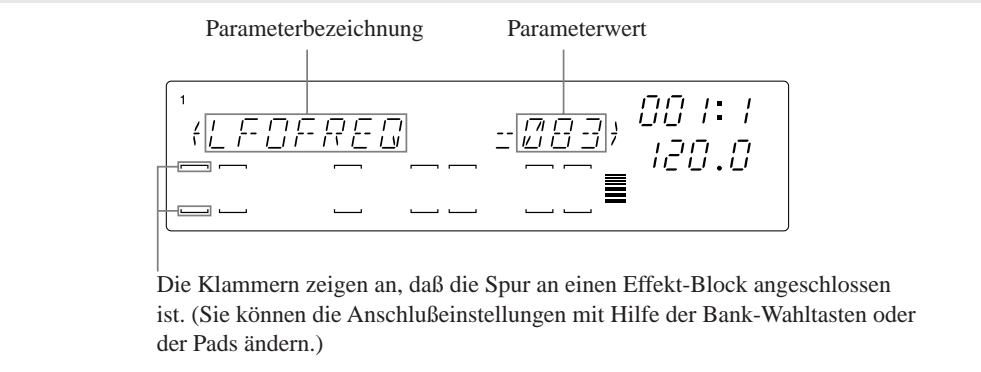 Parameterbezeichnung Parameterwert
1
LFOFREQ =083 001:1
120.0
Die Klammern zeigen an, daß die Spur an einen Effekt-Block angeschlossen
ist. (Sie können die Anschlußeinstellungen mit Hilfe der Bank-Wahltasten oder
der Pads ändern.)